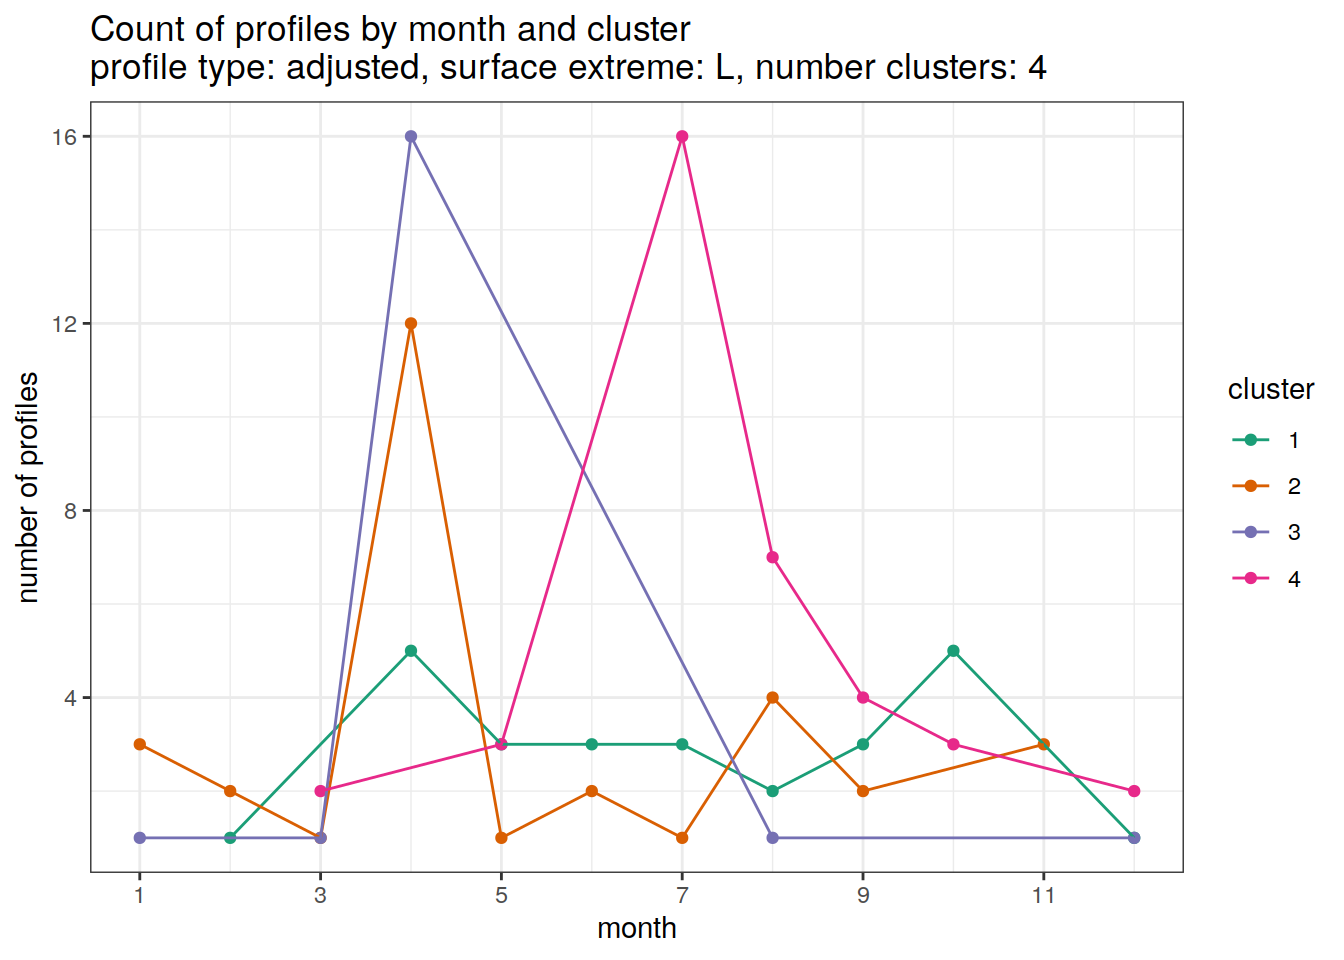 Count of profiles by month and cluster
profile type: adjusted, surface extreme: L, number clusters: 4
16
12
8
4
number of profiles
1 3 5 7 9 11
month
cluster
1
2
3
4